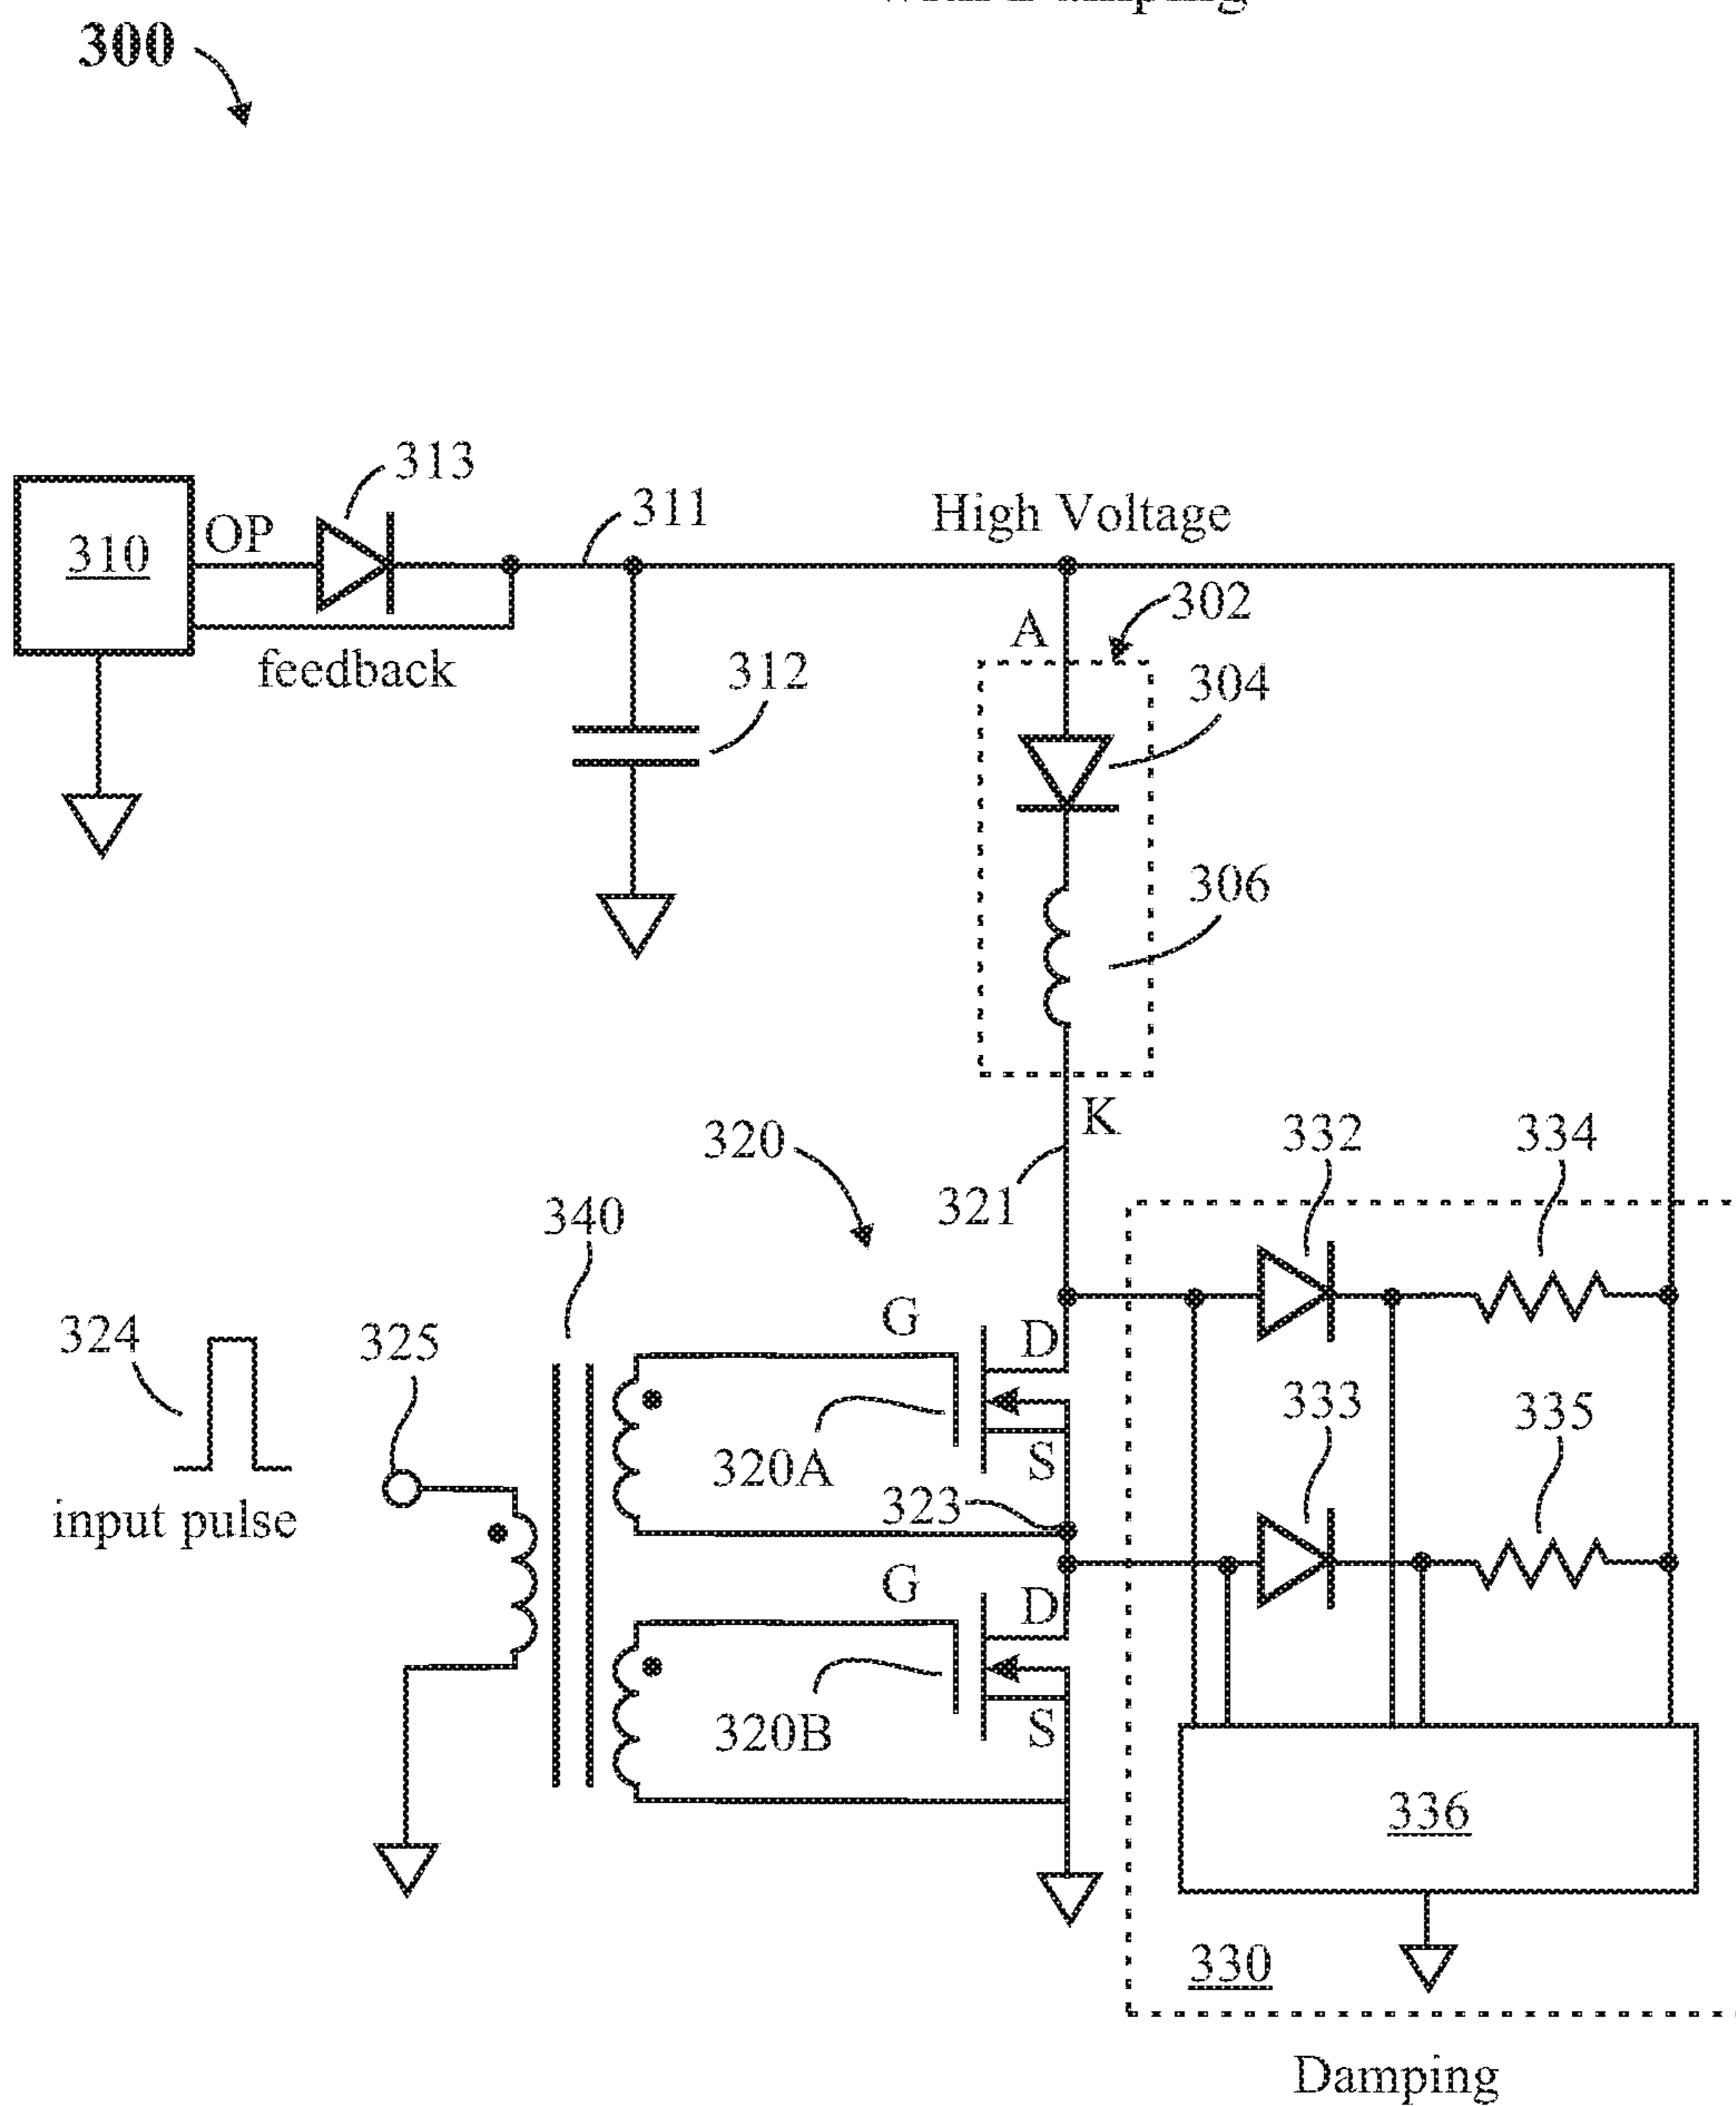 300
313
311
High Voltage
310
OP
302
A
feedback
312
304
306
K
320
332
334
321
340
324
325
G
D
320A
S
333
335
input pulse
323
G
D
320B
S
336
330
Damping